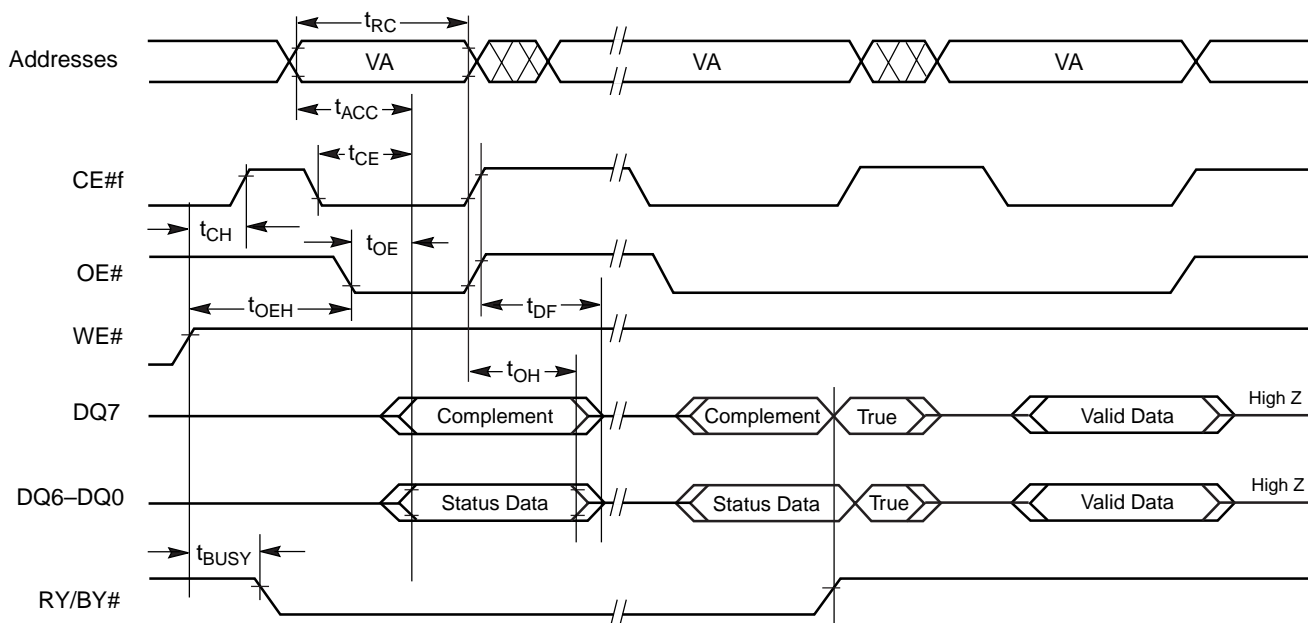 tRC
Addresses VA VA VA
tACC
tCE
CE#f
tCH
tOE
OE#
tOEH
tDF
WE#
tOH
DQ7 Complement Complement True Valid Data High Z
DQ6–DQ0 Status Data Status Data True Valid Data High Z
tBUSY
RY/BY#